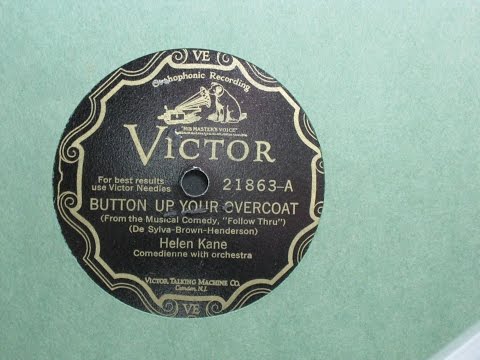 VE
Orthophonic Recording
"HIS MASTER'S VOICE"
VICTOR
For best results
use Victor Needles
21863-A
BUTTON UP YOUR OVERCOAT
(From the Musical Comedy, "Follow Thru")
(De Sylva-Brown-Henderson)
Helen Kane
Comedienne with orchestra
VICTOR TALKING MACHINE CO.
Camden, N.J.
VE